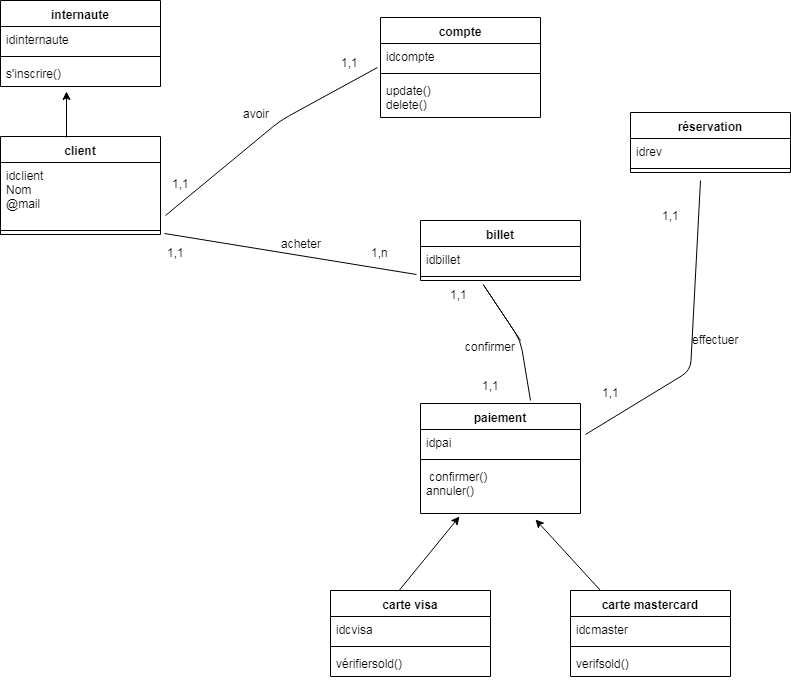 internaute
idinternaute
s'inscrire()
compte
idcompte
update()
delete()
1,1
avoir
1,1
client
idclient
Nom
@mail
réservation
idrev
1,1
acheter
1,1
1,n
billet
idbillet
1,1
confirmer
1,1
effectuer
1,1
paiement
idpai
confirmer()
annuler()
carte visa
idcvisa
vérifiersold()
carte mastercard
idcmaster
verifsold()